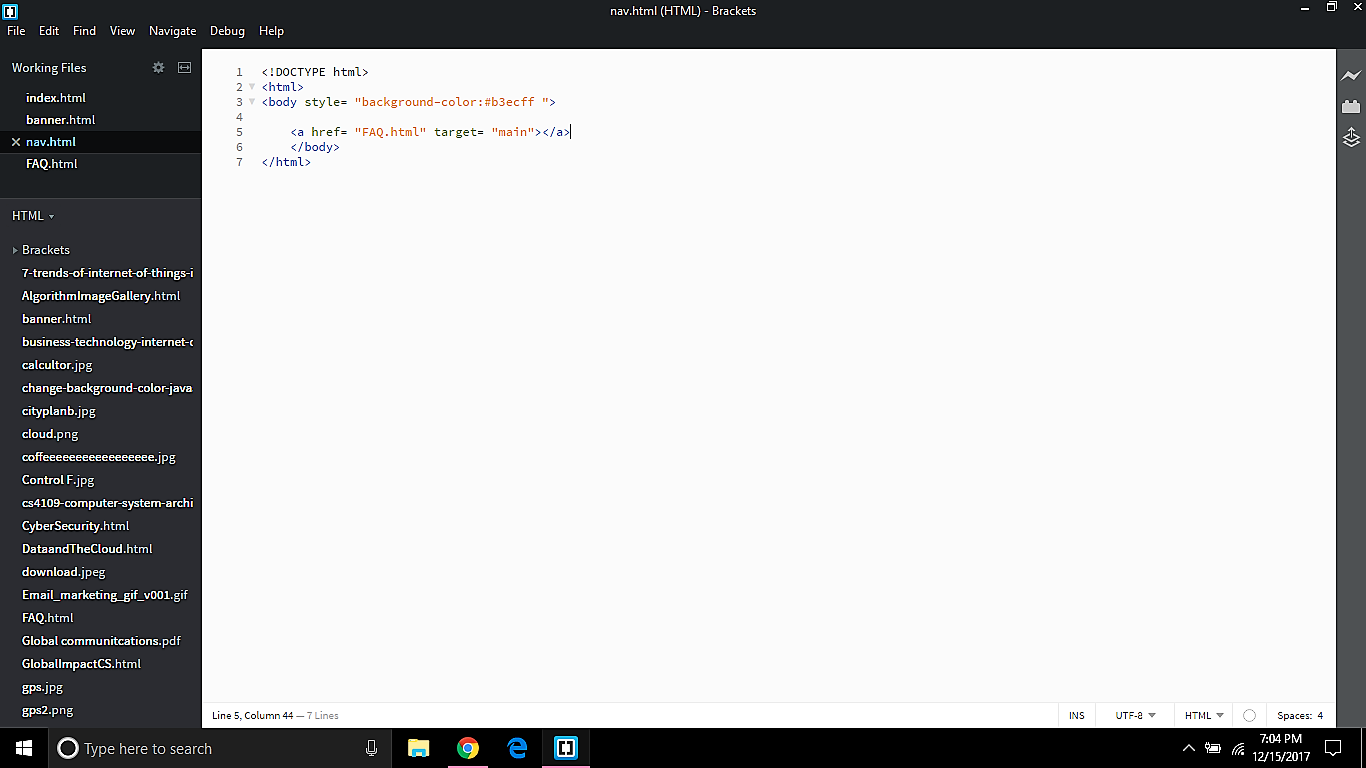 nav.html (HTML) - Brackets
File Edit Find View Navigate Debug Help
Working Files
index.html
banner.html
nav.html
FAQ.html
HTML
Brackets
7-trends-of-internet-of-things-i
AlgorithmImageGallery.html
banner.html
business-technology-internet-c
calcultor.jpg
change-background-color-java
cityplanb.jpg
cloud.png
coffeeeeeeeeeeeeeeeee.jpg
Control F.jpg
cs4109-computer-system-archi
CyberSecurity.html
DataandTheCloud.html
download.jpeg
Email_marketing_gif_v001.gif
FAQ.html
Global communitcations.pdf
GlobalImpactCS.html
gps.jpg
gps2.png
1 <!DOCTYPE html>
2 <html>
3 <body style= "background-color:#b3ecff ">
4
5 <a href= "FAQ.html" target= "main"></a>
6 </body>
7 </html>
Line 5, Column 44 — 7 Lines
INS UTF-8 HTML Spaces: 4
Type here to search
7:04 PM
12/15/2017